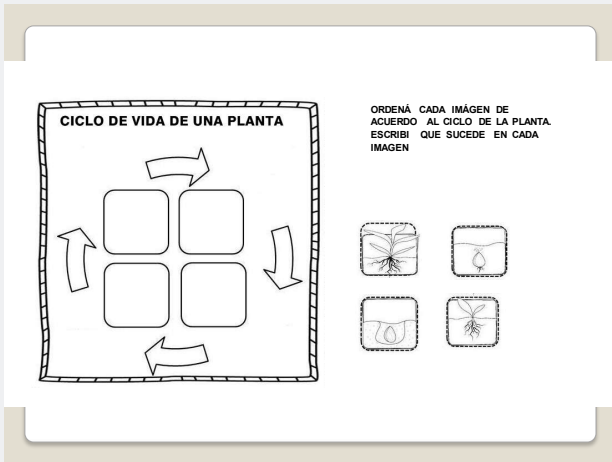 CICLO DE VIDA DE UNA PLANTA
ORDENÁ CADA IMÁGEN DE
ACUERDO AL CICLO DE LA PLANTA.
ESCRIBI QUE SUCEDE EN CADA
IMAGEN